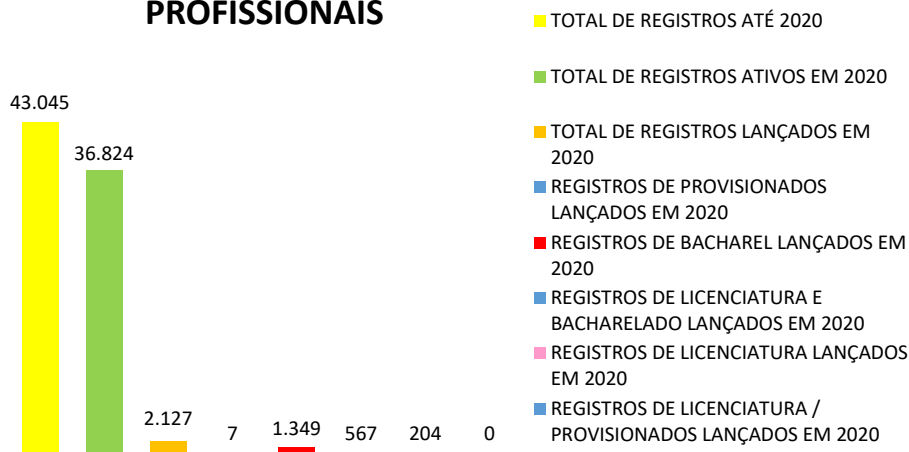 PROFISSIONAIS
43.045
36.824
2.127
7
1.349
567
204
0
TOTAL DE REGISTROS ATÉ 2020
TOTAL DE REGISTROS ATIVOS EM 2020
TOTAL DE REGISTROS LANÇADOS EM
2020
REGISTROS DE PROVISIONADOS
LANÇADOS EM 2020
REGISTROS DE BACHAREL LANÇADOS EM
2020
REGISTROS DE LICENCIATURA E
BACHARELADO LANÇADOS EM 2020
REGISTROS DE LICENCIATURA LANÇADOS
EM 2020
REGISTROS DE LICENCIATURA /
PROVISIONADOS LANÇADOS EM 2020